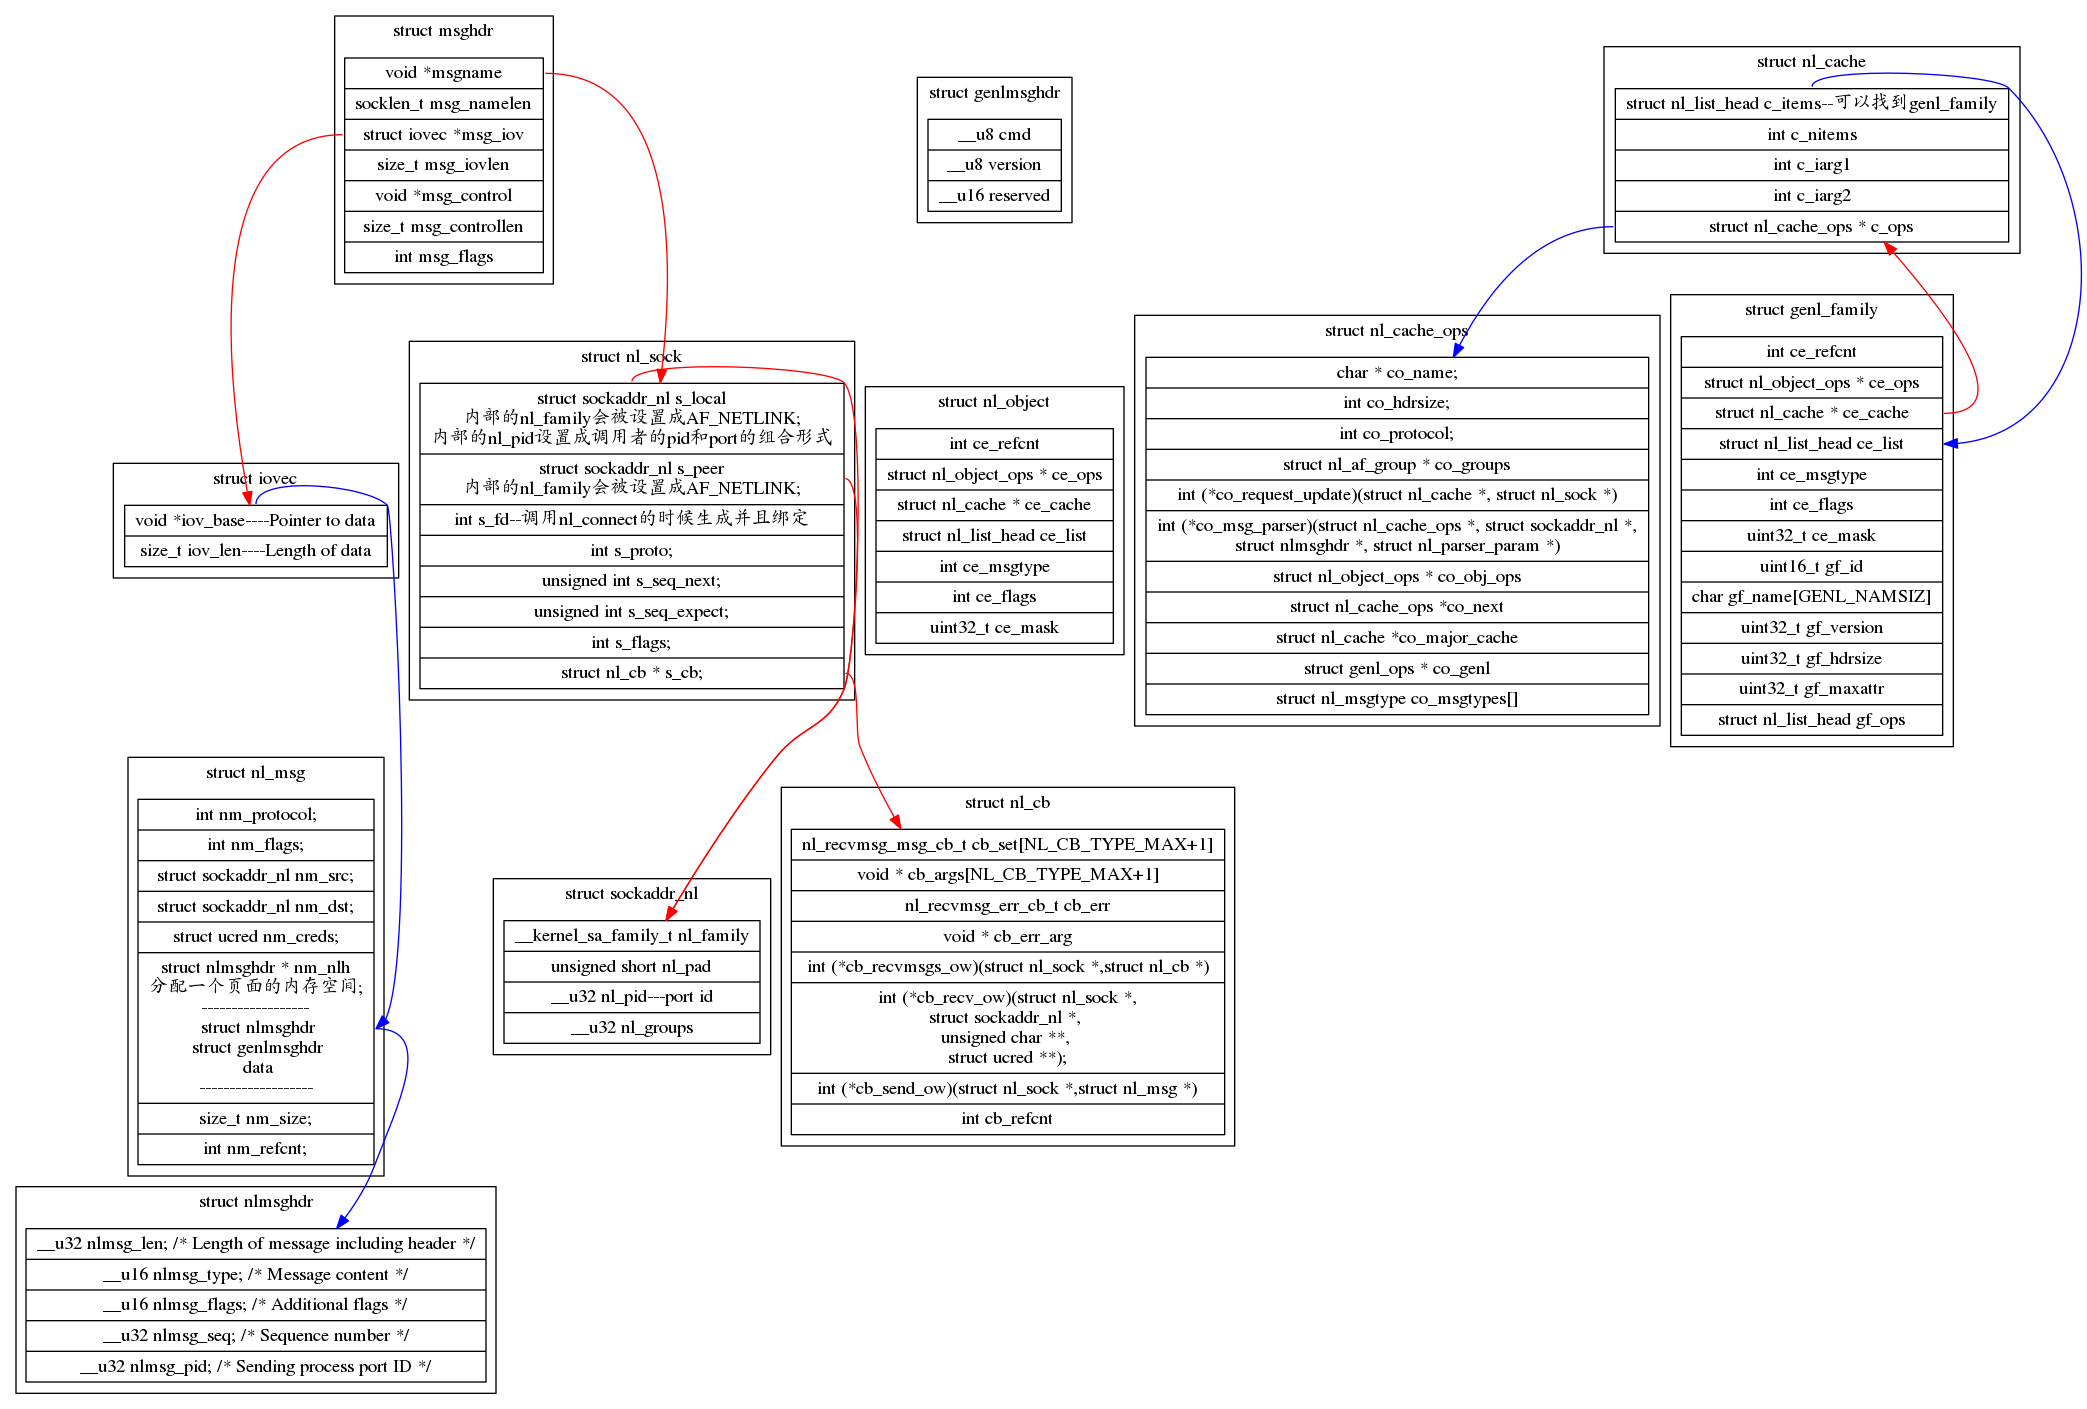 struct msghdr
void *msgname
socklen_t msg_namelen
struct iovec *msg_iov
size_t msg_iovlen
void *msg_control
size_t msg_controllen
int msg_flags
struct genlmsghdr
__u8 cmd
__u8 version
__u16 reserved
struct nl_cache
struct nl_list_head c_items--可以找到genl_family
int c_nitems
int c_iarg1
int c_iarg2
struct nl_cache_ops * c_ops
struct iovec
void *iov_base----Pointer to data
size_t iov_len----Length of data
struct nl_sock
struct sockaddr_nl s_local
内部的nl_family会被设置成AF_NETLINK;
内部的nl_pid设置成调用者的pid和port的组合形式
struct sockaddr_nl s_peer
内部的nl_family会被设置成AF_NETLINK;
int s_fd--调用nl_connect的时候生成并且绑定
int s_proto;
unsigned int s_seq_next;
unsigned int s_seq_expect;
int s_flags;
struct nl_cb * s_cb;
struct nl_object
int ce_refcnt
struct nl_object_ops * ce_ops
struct nl_cache * ce_cache
struct nl_list_head ce_list
int ce_msgtype
int ce_flags
uint32_t ce_mask
struct nl_cache_ops
char * co_name;
int co_hdrsize;
int co_protocol;
struct nl_af_group * co_groups
int (*co_request_update)(struct nl_cache *, struct nl_sock *)
int (*co_msg_parser)(struct nl_cache_ops *, struct sockaddr_nl *,
struct nlmsghdr *, struct nl_parser_param *)
struct nl_object_ops * co_obj_ops
struct nl_cache_ops *co_next
struct nl_cache *co_major_cache
struct genl_ops * co_genl
struct nl_msgtype co_msgtypes[]
struct genl_family
int ce_refcnt
struct nl_object_ops * ce_ops
struct nl_cache * ce_cache
struct nl_list_head ce_list
int ce_msgtype
int ce_flags
uint32_t ce_mask
uint16_t gf_id
char gf_name[GENL_NAMSIZ]
uint32_t gf_version
uint32_t gf_hdrsize
uint32_t gf_maxattr
struct nl_list_head gf_ops
struct nl_msg
int nm_protocol;
int nm_flags;
struct sockaddr_nl nm_src;
struct sockaddr_nl nm_dst;
struct ucred nm_creds;
struct nlmsghdr * nm_nlh
分配一个页面的内存空间;
------------------
struct nlmsghdr
struct genlmsghdr
data
-------------------
size_t nm_size;
int nm_refcnt;
struct sockaddr_nl
__kernel_sa_family_t nl_family
unsigned short nl_pad
__u32 nl_pid---port id
__u32 nl_groups
struct nl_cb
nl_recvmsg_msg_cb_t cb_set[NL_CB_TYPE_MAX+1]
void * cb_args[NL_CB_TYPE_MAX+1]
nl_recvmsg_err_cb_t cb_err
void * cb_err_arg
int (*cb_recvmsgs_ow)(struct nl_sock *,struct nl_cb *)
int (*cb_recv_ow)(struct nl_sock *,
struct sockaddr_nl *,
unsigned char **,
struct ucred **);
int (*cb_send_ow)(struct nl_sock *,struct nl_msg *)
int cb_refcnt
struct nlmsghdr
__u32 nlmsg_len; /* Length of message including header */
__u16 nlmsg_type; /* Message content */
__u16 nlmsg_flags; /* Additional flags */
__u32 nlmsg_seq; /* Sequence number */
__u32 nlmsg_pid; /* Sending process port ID */